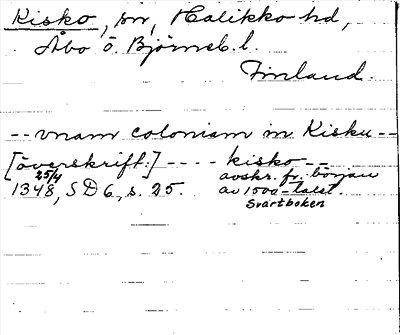 Kisko, sn, Halikko hd,
Åbo o. Björneb. l.
Finland.
-- vnam coloniam in Kisku --
[överskrift:] ---- kisko --
25/4
1348, SD 6, s. 25. avskr. fr. början
av 1500-talet.
Svartboken